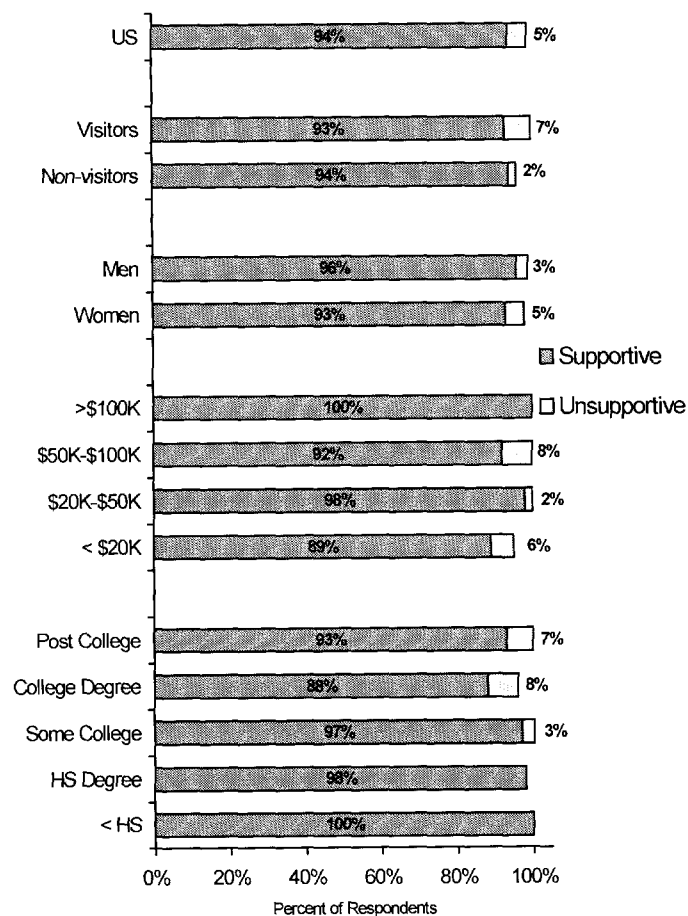 US 94% 5%
Visitors 93% 7%
Non-visitors 94% 2%
Men 96% 3%
Women 93% 5%
Supportive
>$100K 100% Unsupportive
$50K-$100K 92% 8%
$20K-$50K 98% 2%
< $20K 89% 6%
Post College 93% 7%
College Degree 88% 8%
Some College 97% 3%
HS Degree 98%
< HS 100%
0% 20% 40% 60% 80% 100%
Percent of Respondents